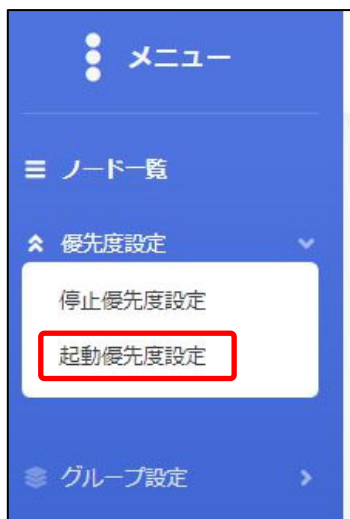 メニュー
ノード一覧
優先度設定
停止優先度設定
起動優先度設定
グループ設定